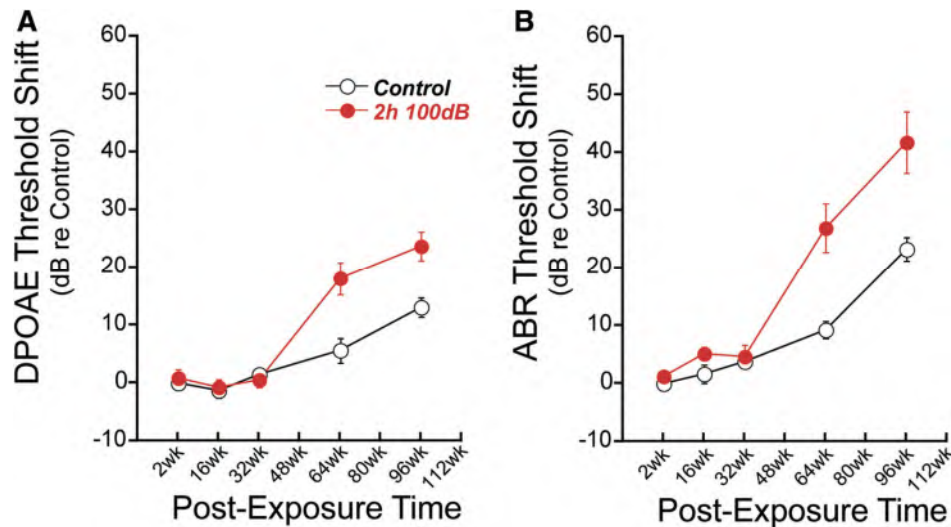 A
DPOAE Threshold Shift
(dB re Control)
60
50
40
30
20
10
0
-10
Control
2h 100dB
2wk
16wk
32wk
48wk
64wk
80wk
96wk
112wk
Post-Exposure Time
B
ABR Threshold Shift
(dB re Control)
60
50
40
30
20
10
0
-10
2wk
16wk
32wk
48wk
64wk
80wk
96wk
112wk
Post-Exposure Time